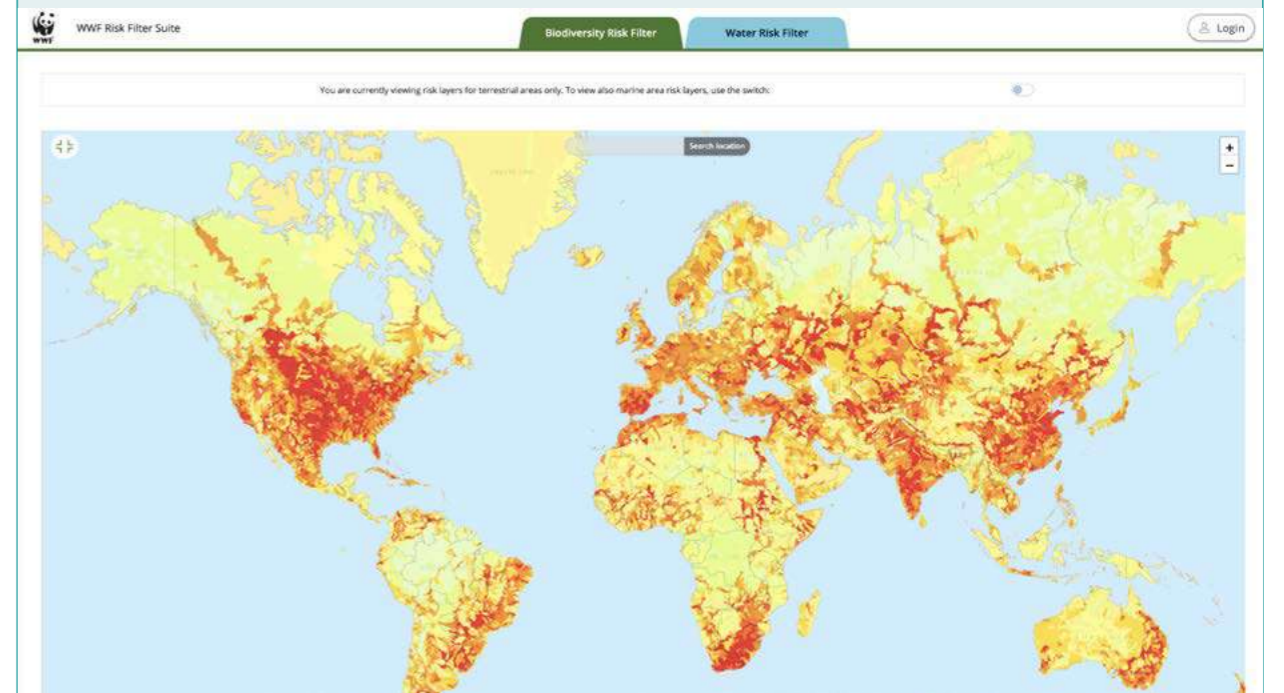 WWF
WWF Risk Filter Suite
Biodiversity Risk Filter
Water Risk Filter
Login
You are currently viewing risk layers for terrestrial areas only. To view also marine area risk layers, use the switch:
Search location
+
−